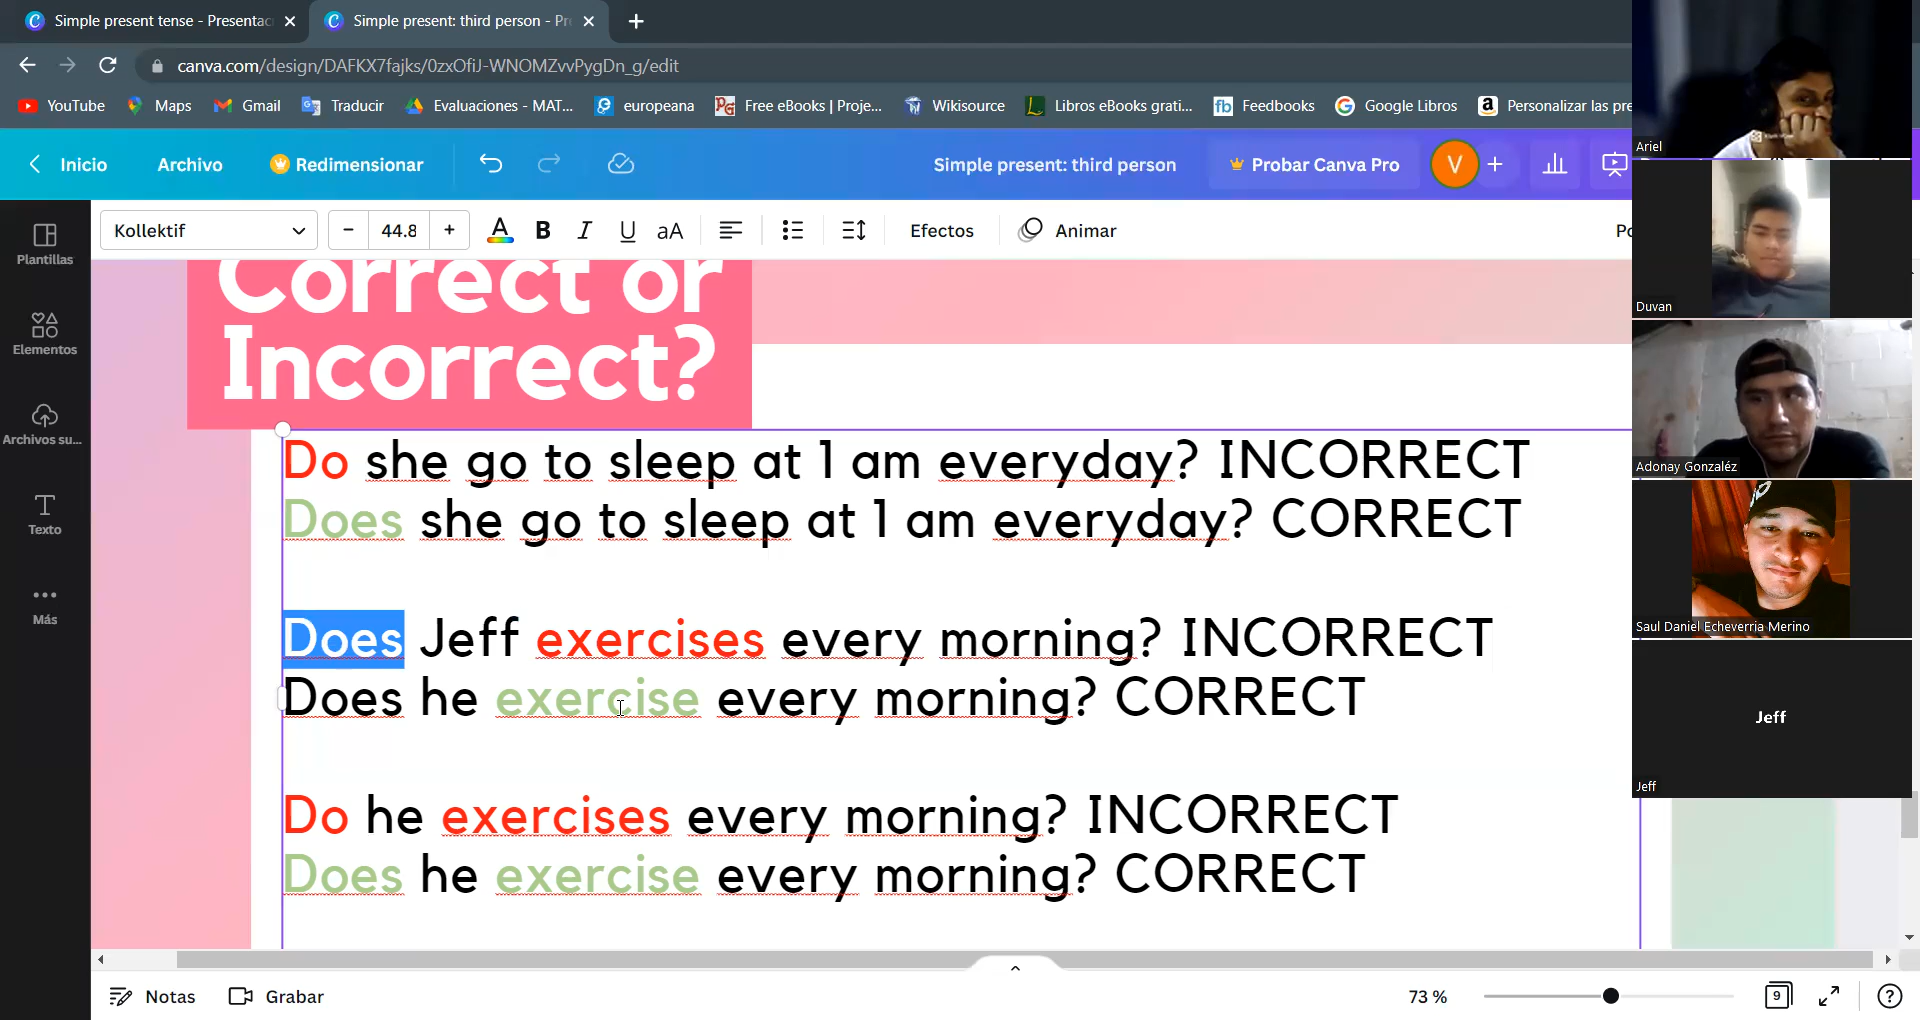 Simple present tense - Presentac
Simple present: third person - Pr
canva.com/design/DAFKX7fajks/0zxOfiJ-WNOMZvvPygDn_g/edit
YouTube
Maps
Gmail
Traducir
Evaluaciones - MAT...
europeana
Free eBooks | Proje...
Wikisource
Libros eBooks grati...
fb Feedbooks
Google Libros
Personalizar las pre
Inicio
Archivo
Redimensionar
Simple present: third person
Probar Canva Pro
V
Kollektif
44.8
A
B
I
U
aA
Efectos
Animar
Po
Plantillas
Elementos
Archivos su...
Texto
Más
Correct or
Incorrect?
Do she go to sleep at 1 am everyday? INCORRECT
Does she go to sleep at 1 am everyday? CORRECT
Does Jeff exercises every morning? INCORRECT
Does he exercise every morning? CORRECT
Do he exercises every morning? INCORRECT
Does he exercise every morning? CORRECT
Ariel
Duvan
Adonay Gonzaléz
Saul Daniel Echeverria Merino
Jeff
Jeff
Notas
Grabar
73 %
9